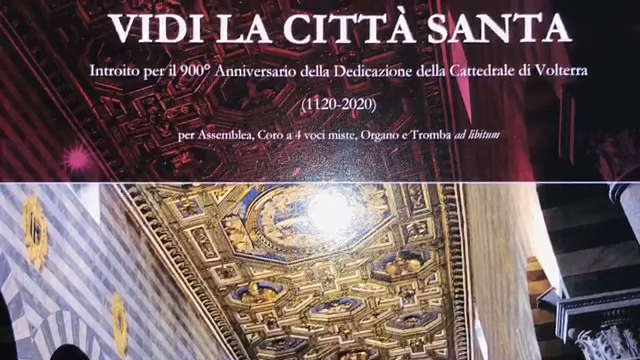 VIDI LA CITTÀ SANTA
Introito per il 900° Anniversario della Dedicazione della Cattedrale di Volterra
(1120-2020)
per Assemblea, Coro a 4 voci miste, Organo e Tromba ad libitum